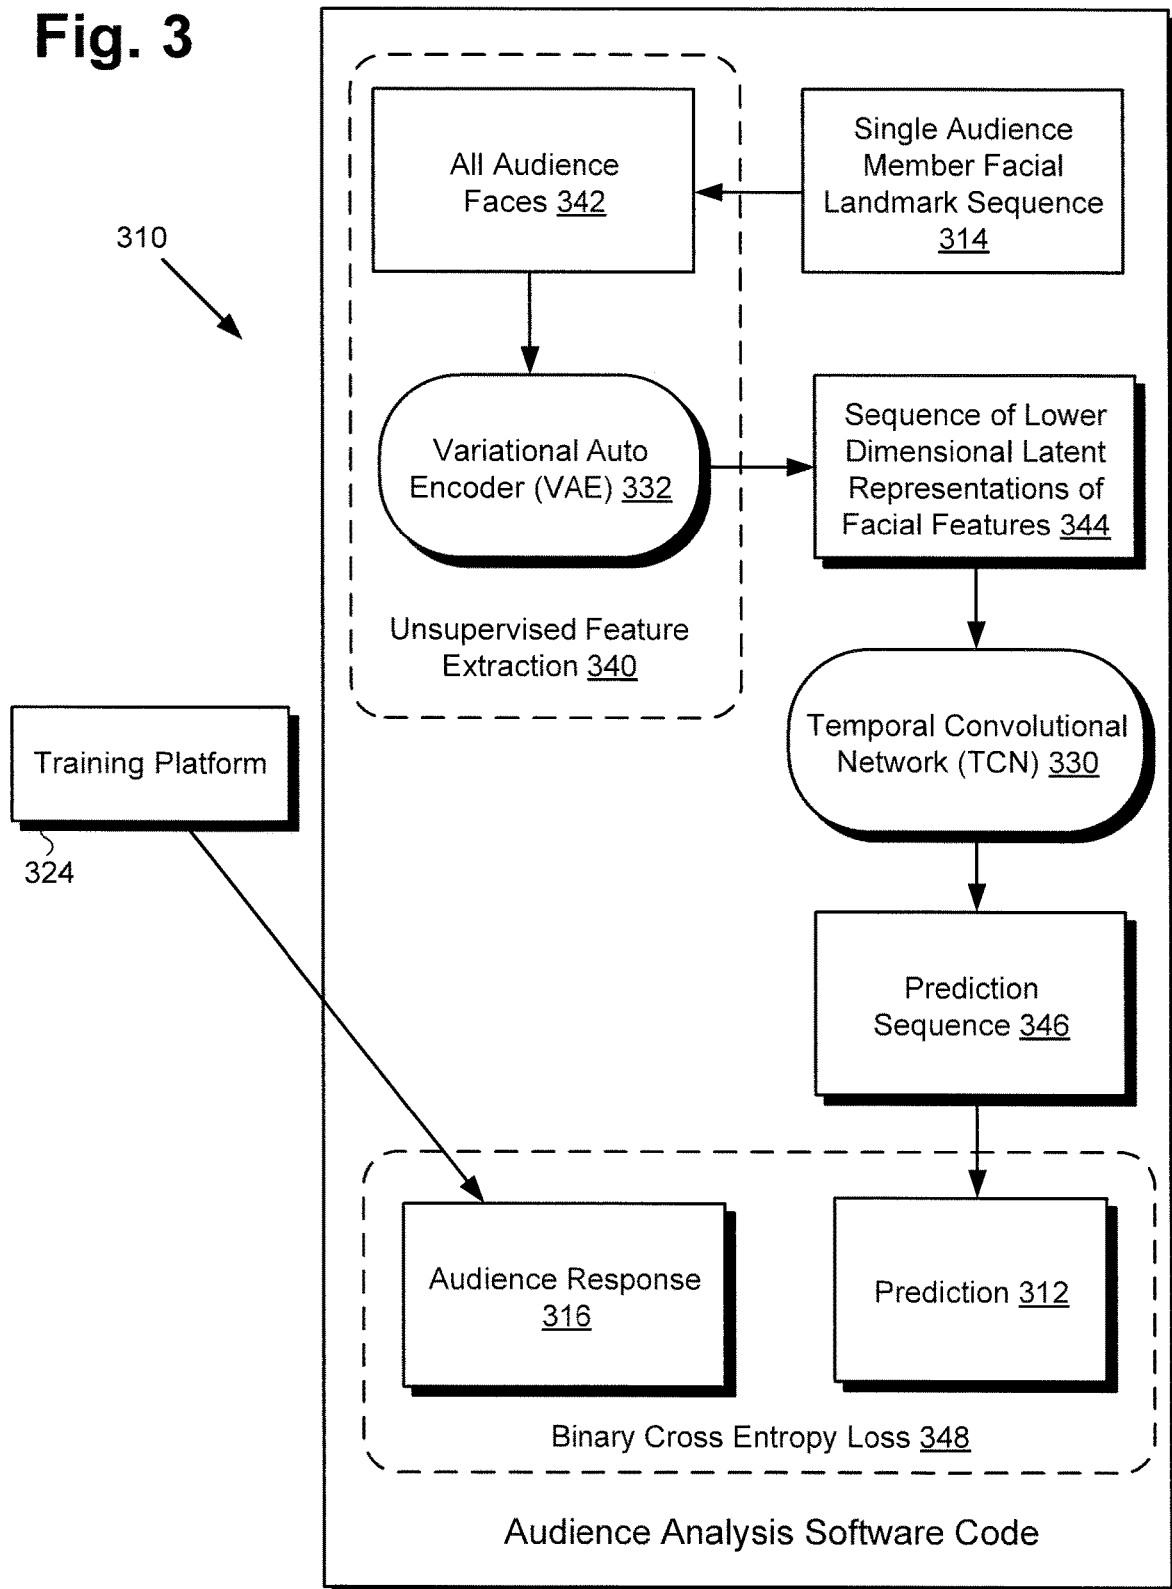 Fig. 3
All Audience
Faces 342
Single Audience
Member Facial
Landmark Sequence
314
310
Variational Auto
Encoder (VAE) 332
Sequence of Lower
Dimensional Latent
Representations of
Facial Features 344
Unsupervised Feature
Extraction 340
Training Platform
324
Temporal Convolutional
Network (TCN) 330
Prediction
Sequence 346
Audience Response
316
Prediction 312
Binary Cross Entropy Loss 348
Audience Analysis Software Code